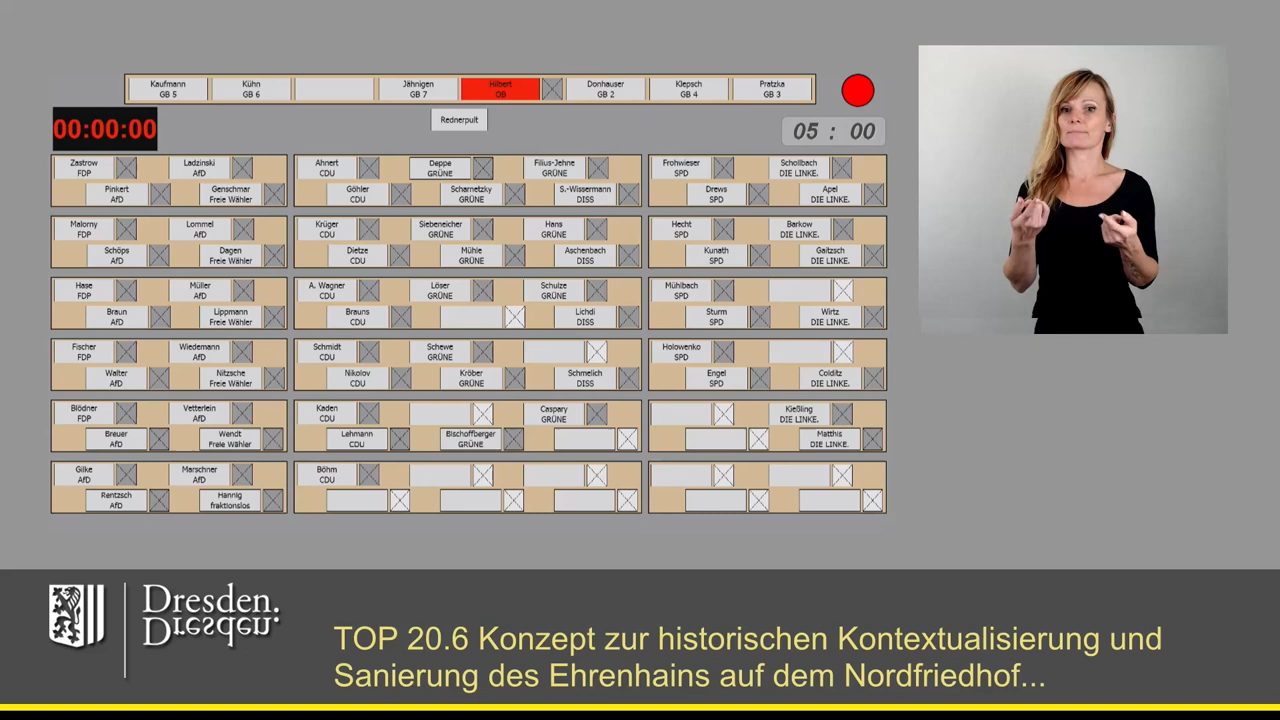 Kaufmann Kühn Jähnigen Hilbert Donhauser Klepsch Pratzka
GB 5 GB 6 GB 7 OB GB 2 GB 4 GB 3
Rednerpult
00:00:00
05 : 00
Zastrow Ladzinski Ahnert Deppe Filius-Jehne Frohwieser Schollbach
FDP AfD CDU GRÜNE GRÜNE SPD DIE LINKE.
Pinkert Genschmar Göhler Scharnetzky S.-Wissermann Drews Apel
AfD Freie Wähler CDU GRÜNE DISS SPD DIE LINKE.
Malorny Lommel Krüger Siebeneicher Hans Hecht Barkow
FDP AfD CDU GRÜNE GRÜNE SPD DIE LINKE.
Schöps Dagen Dietze Mühle Aschenbach Kunath Gaitzsch
AfD Freie Wähler CDU GRÜNE DISS SPD DIE LINKE.
Hase Müller A. Wagner Löser Schulze Mühlbach
FDP AfD CDU GRÜNE GRÜNE SPD
Braun Lippmann Brauns Lichdi Sturm Wirtz
AfD Freie Wähler CDU DISS SPD DIE LINKE.
Fischer Wiedemann Schmidt Schewe Holowenko
FDP AfD CDU GRÜNE SPD
Walter Nitzsche Nikolov Kröber Schmelich Engel Colditz
AfD Freie Wähler CDU GRÜNE DISS SPD DIE LINKE.
Blödner Vetterlein Kaden Caspary Kießling
FDP AfD CDU GRÜNE DIE LINKE.
Breuer Wendt Lehmann Bischoffberger Matthis
AfD Freie Wähler CDU GRÜNE DIE LINKE.
Gilke Marschner Böhm
AfD AfD CDU
Rentzsch Hannig
AfD fraktionslos
Dresden.
Dresden.
TOP 20.6 Konzept zur historischen Kontextualisierung und
Sanierung des Ehrenhains auf dem Nordfriedhof...